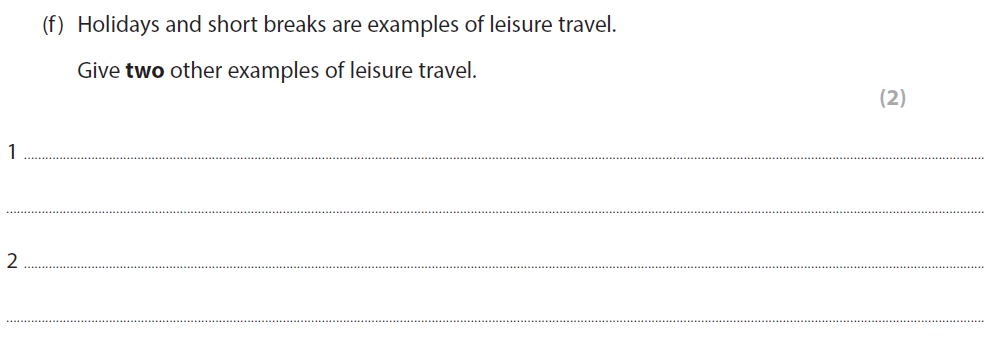 (f) Holidays and short breaks are examples of leisure travel.
Give two other examples of leisure travel.
(2)
1
2